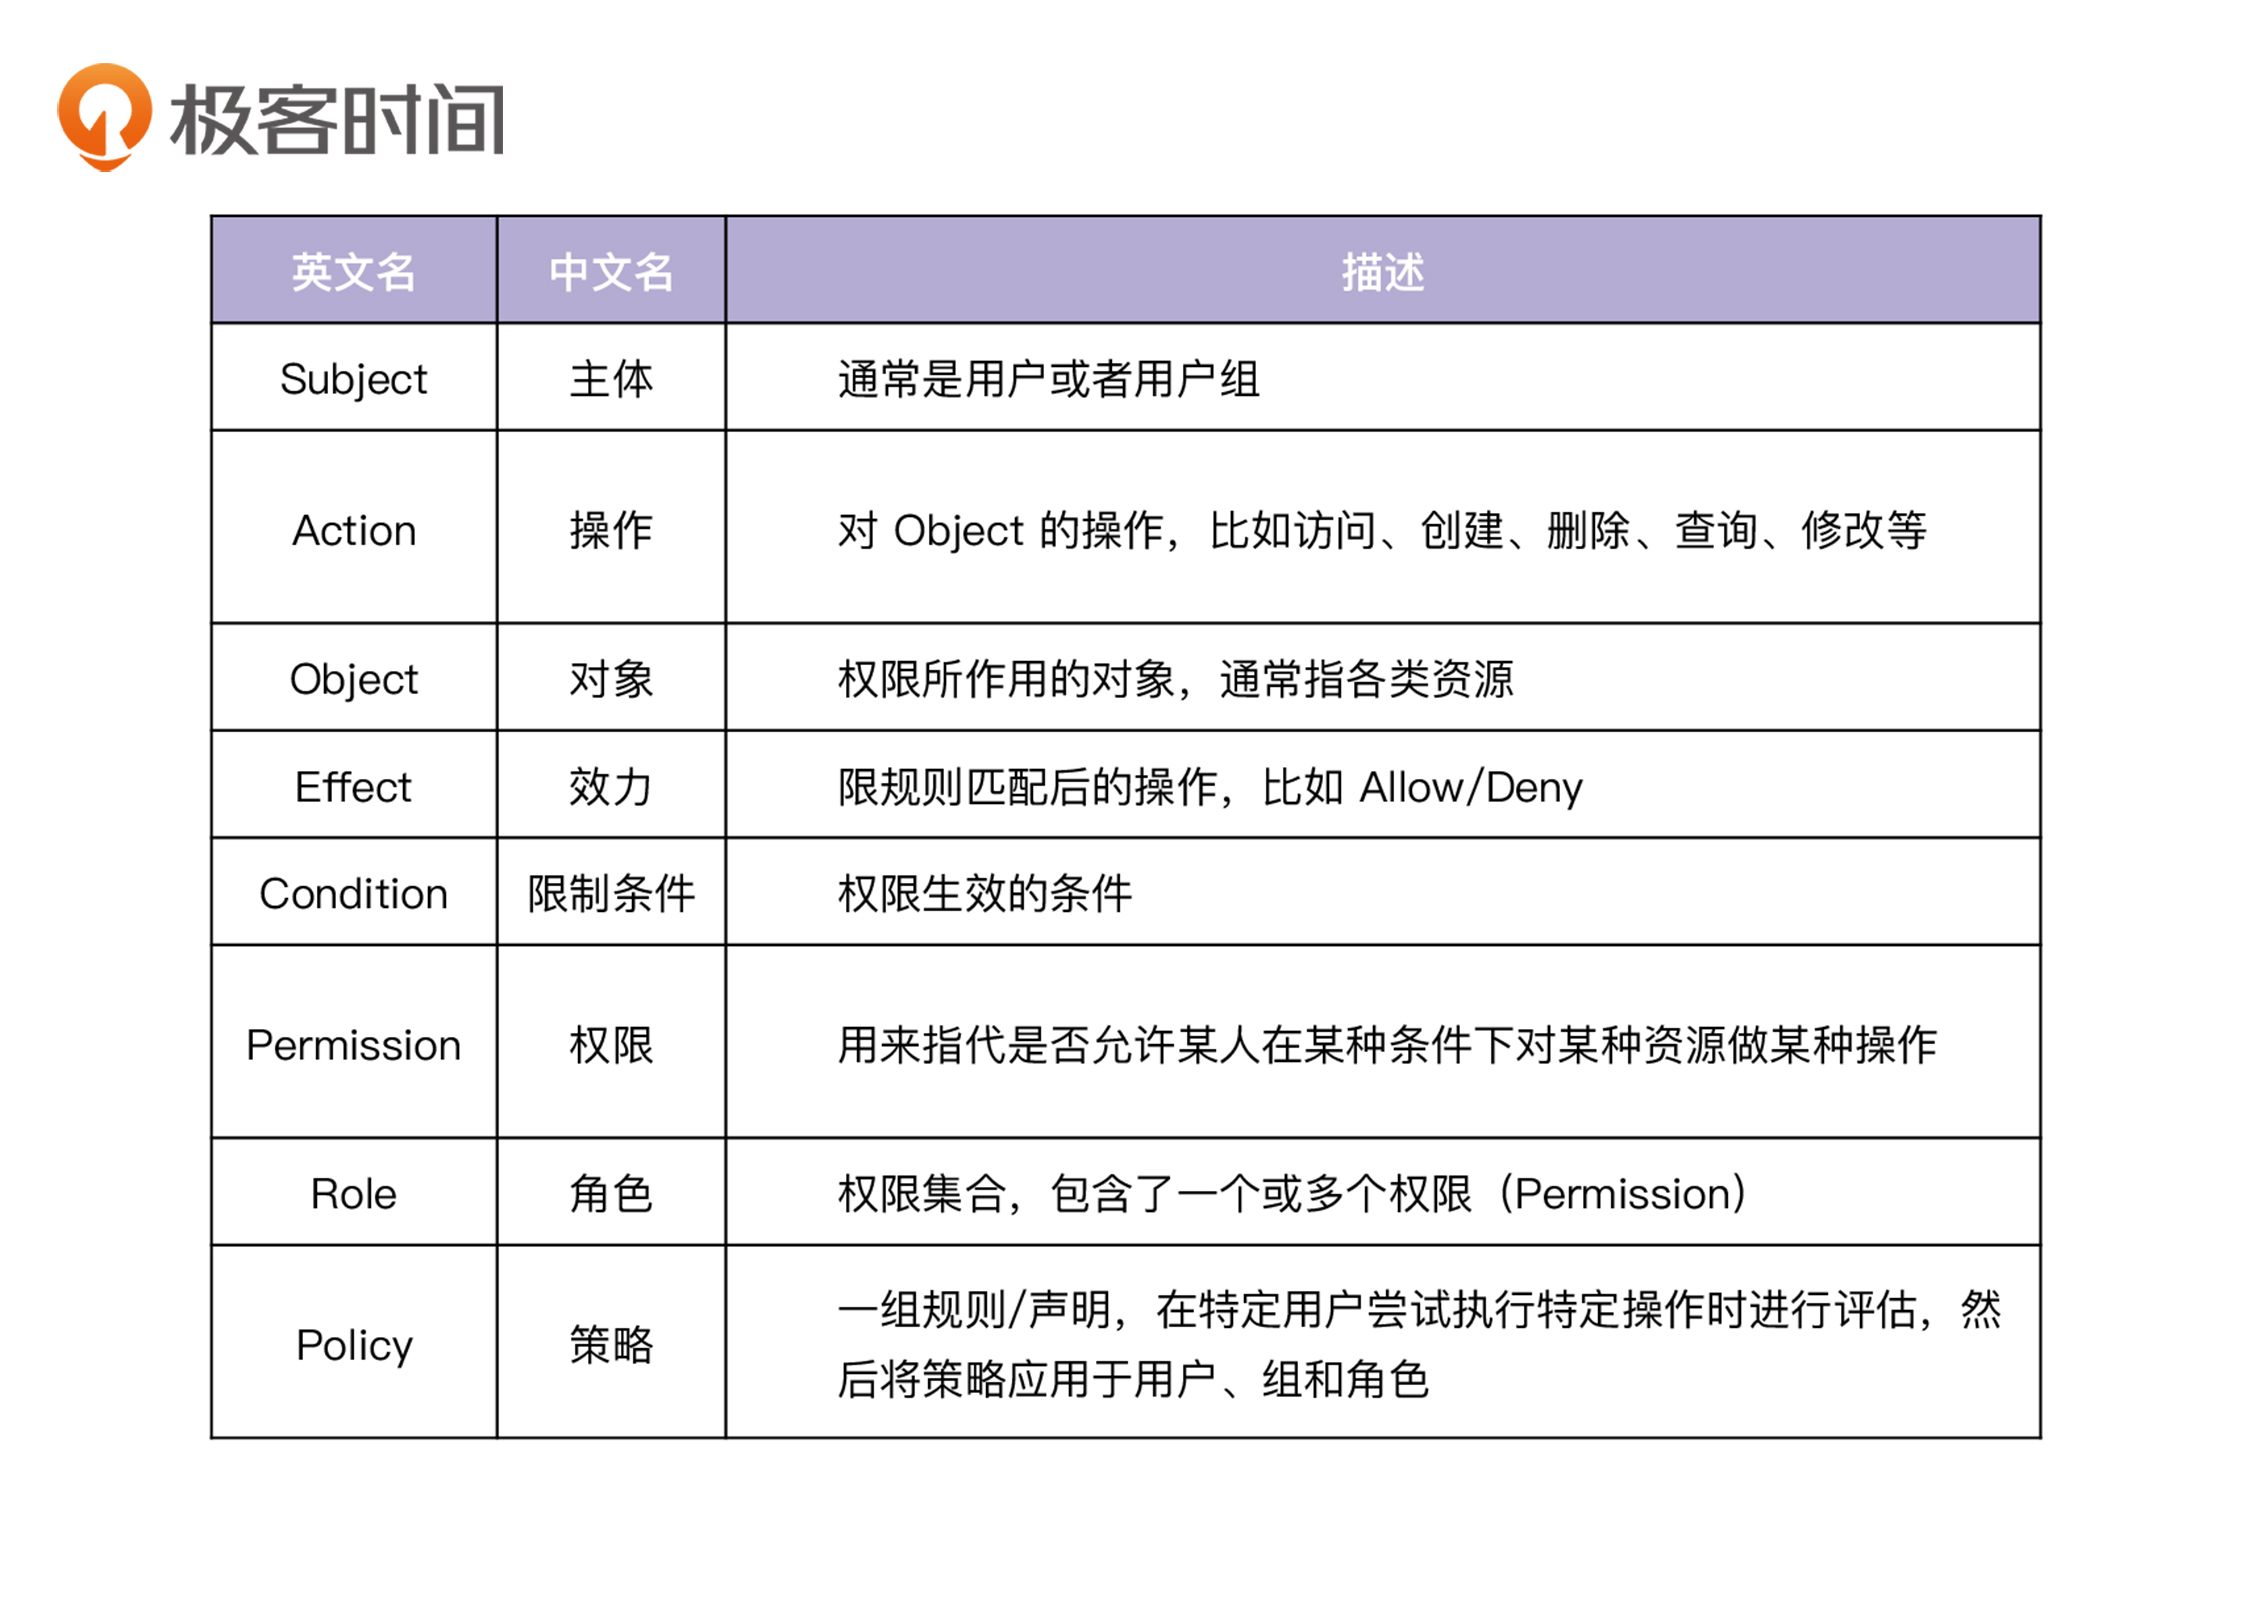 极客时间
英文名 中文名 描述
Subject 主体 通常是用户或者用户组
Action 操作 对 Object 的操作，比如访问、创建、删除、查询、修改等
Object 对象 权限所作用的对象，通常指各类资源
Effect 效力 限规则匹配后的操作，比如 Allow/Deny
Condition 限制条件 权限生效的条件
Permission 权限 用来指代是否允许某人在某种条件下对某种资源做某种操作
Role 角色 权限集合，包含了一个或多个权限（Permission）
Policy 策略 一组规则/声明，在特定用户尝试执行特定操作时进行评估，然
后将策略应用于用户、组和角色